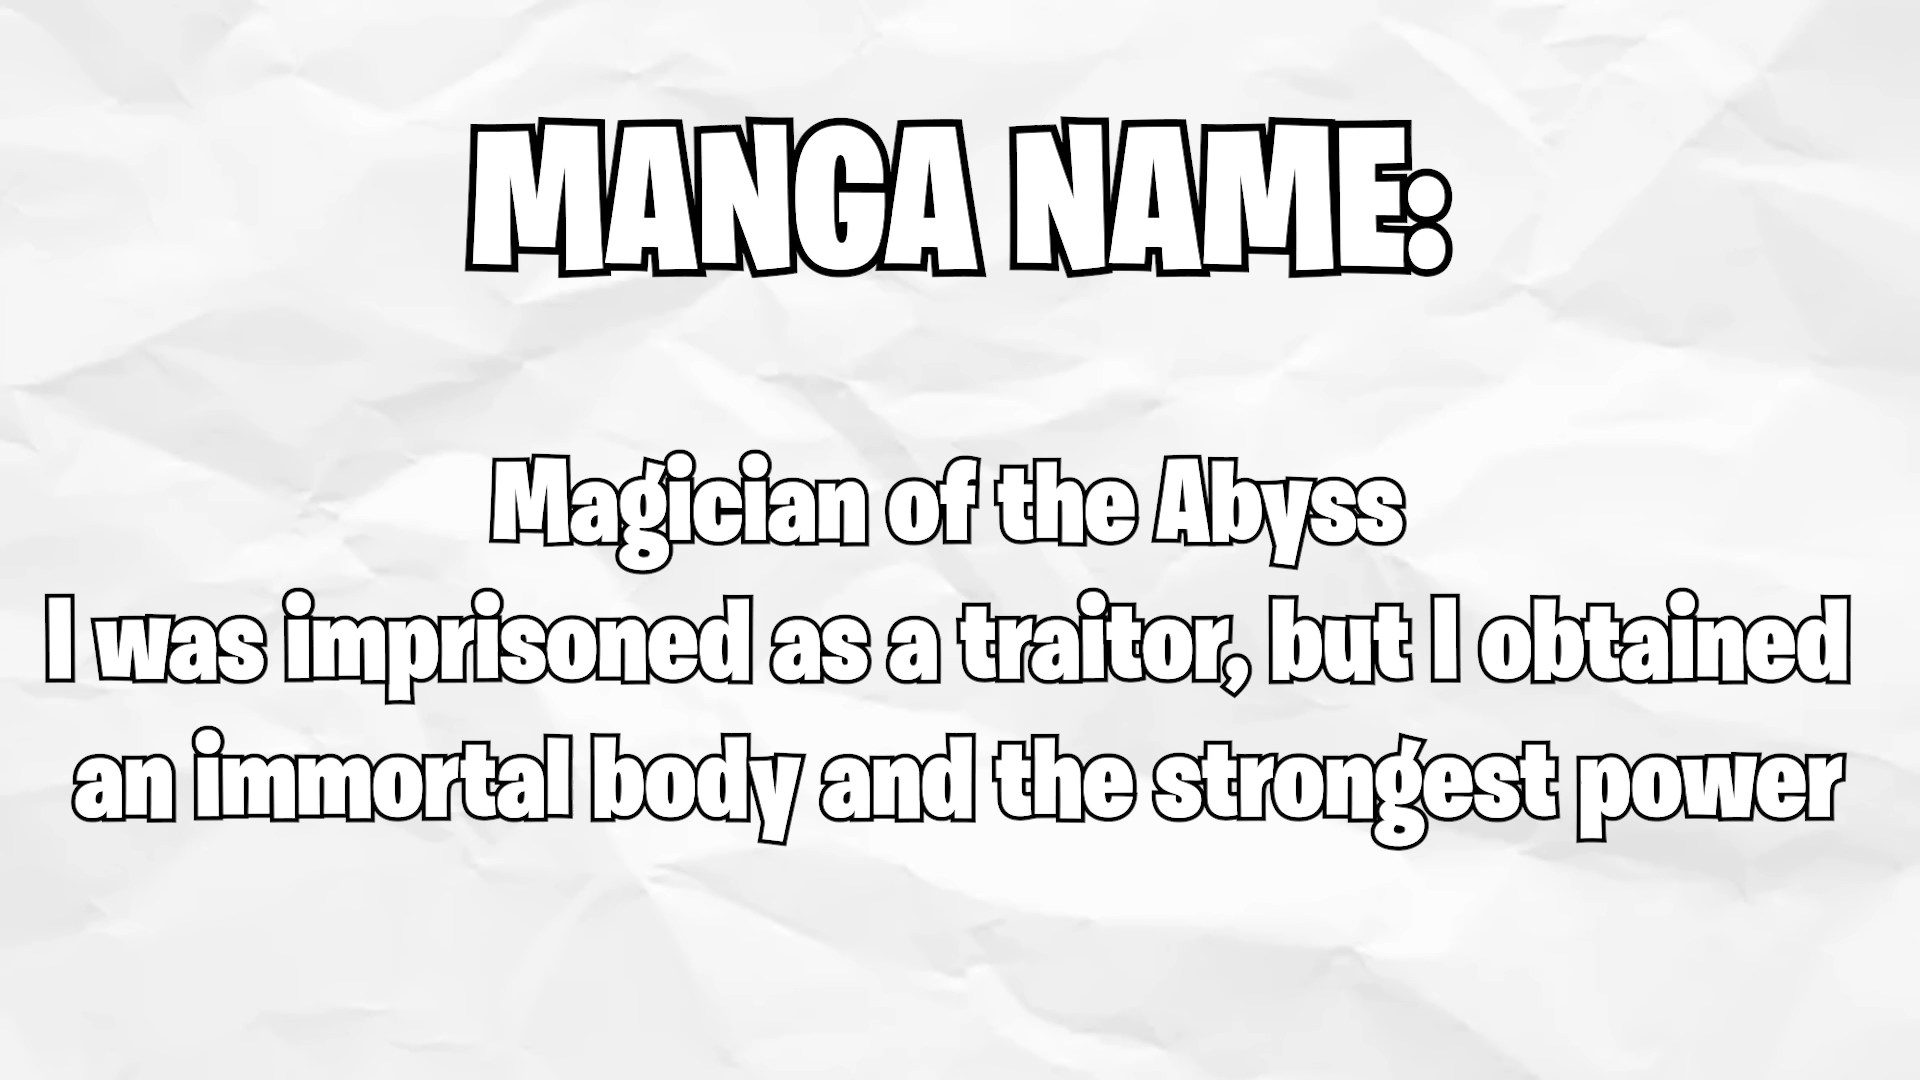 MANGA NAME:
Magician of the Abyss
I was imprisoned as a traitor, but I obtained
an immortal body and the strongest power